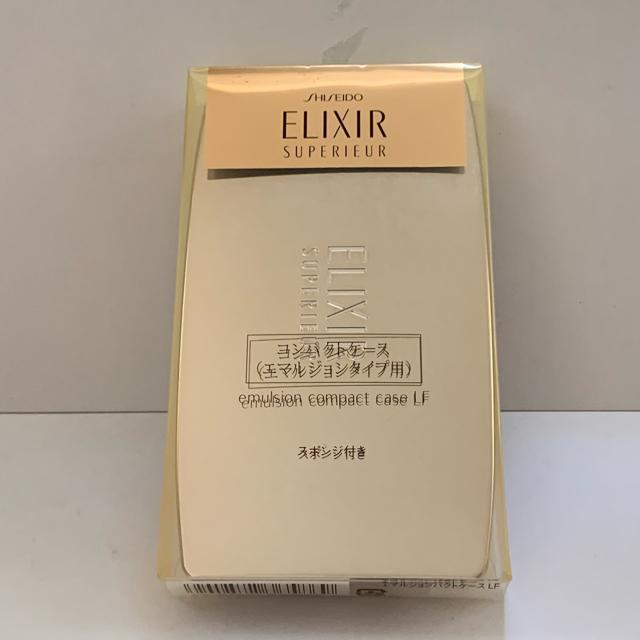 SHISEIDO
ELIXIR
SUPERIEUR
ELIXIR
SUPERIEUR
コンパクトケース
(エマルジョンタイプ用)
emulsion compact case LF
スポンジ付き
エマルジョンパクトケース LF